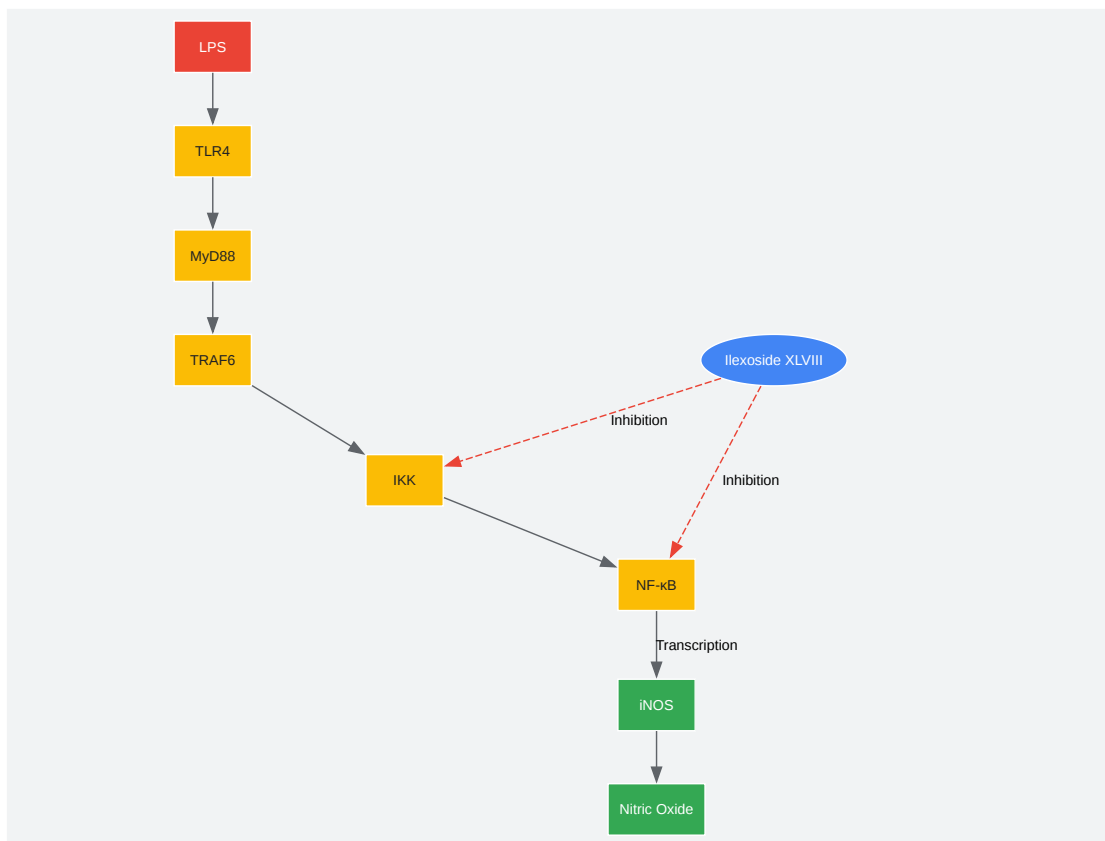 LPS
TLR4
MyD88
TRAF6
Ilexoside XLVIII
Inhibition
IKK
Inhibition
NF-κB
Transcription
iNOS
Nitric Oxide